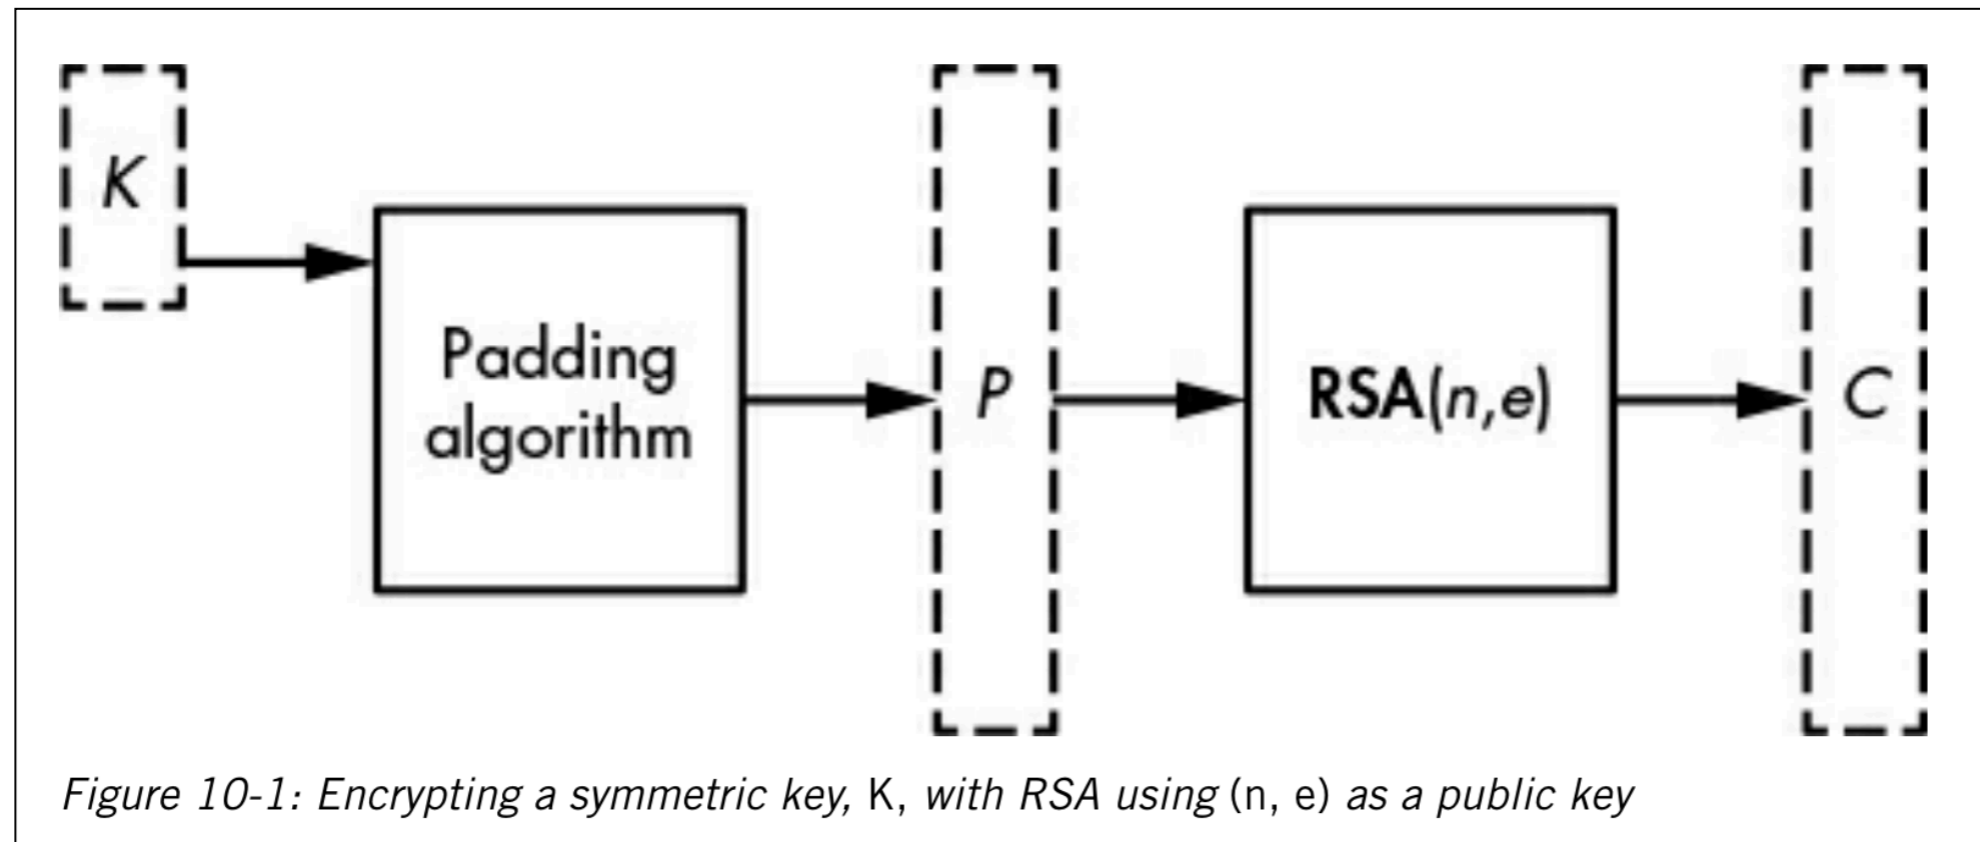 K
Padding
algorithm
P
RSA(n,e)
C
Figure 10-1: Encrypting a symmetric key, K, with RSA using (n, e) as a public key